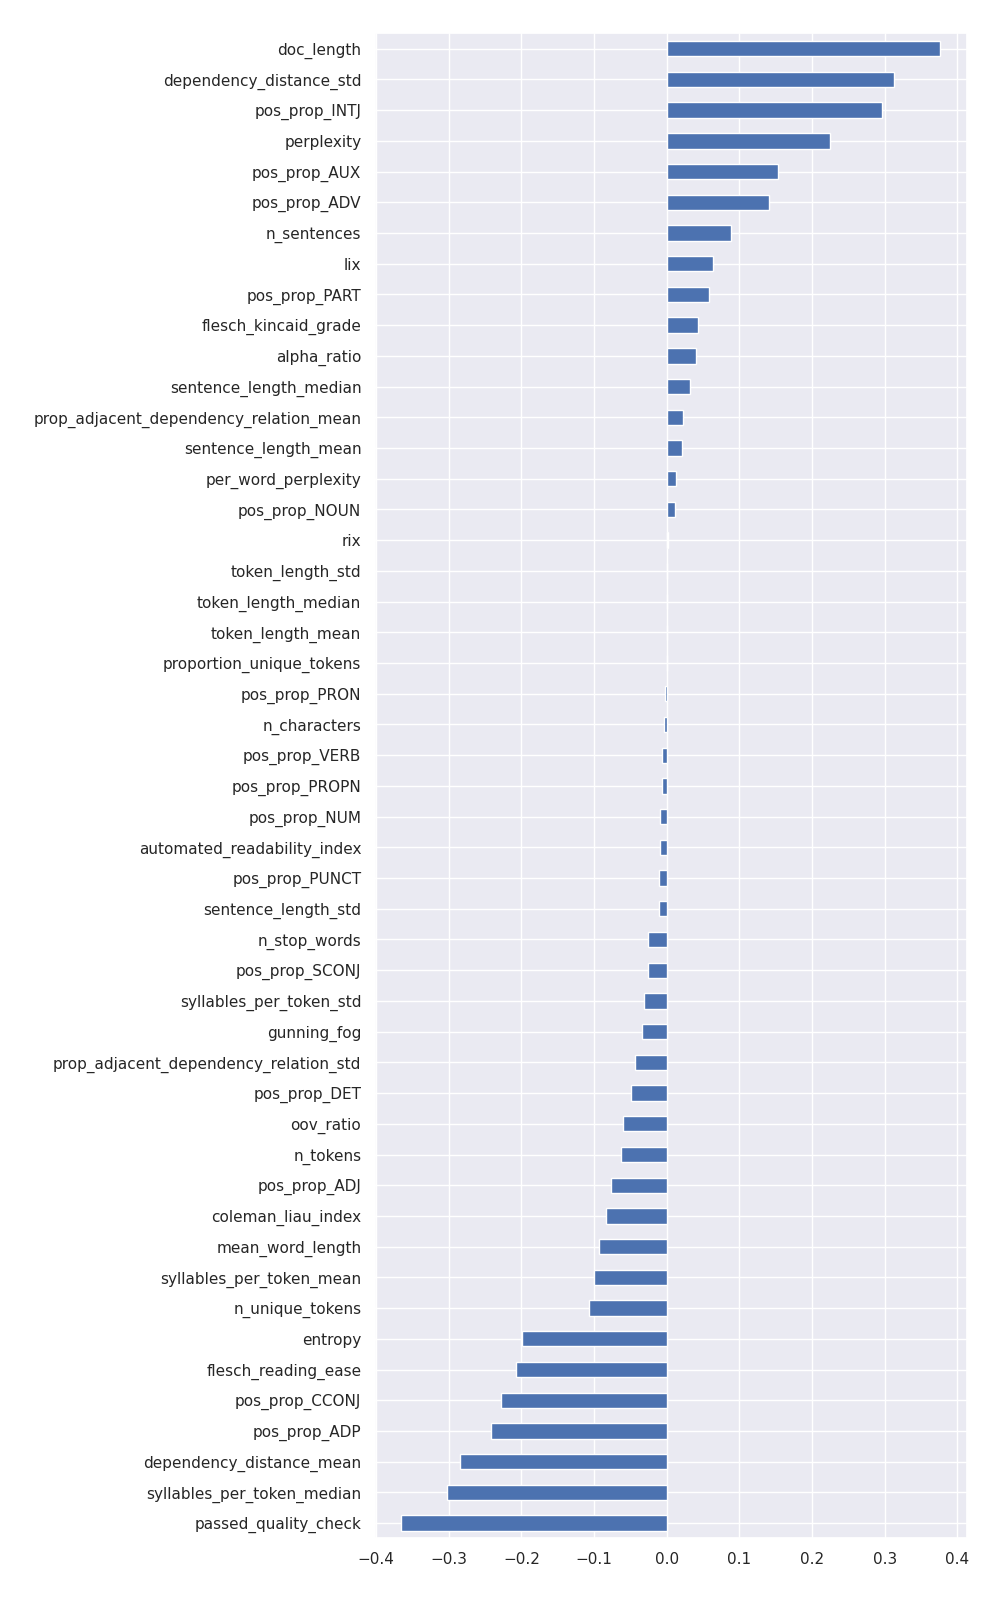 doc_length
dependency_distance_std
pos_prop_INTJ
perplexity
pos_prop_AUX
pos_prop_ADV
n_sentences
lix
pos_prop_PART
flesch_kincaid_grade
alpha_ratio
sentence_length_median
prop_adjacent_dependency_relation_mean
sentence_length_mean
per_word_perplexity
pos_prop_NOUN
rix
token_length_std
token_length_median
token_length_mean
proportion_unique_tokens
pos_prop_PRON
n_characters
pos_prop_VERB
pos_prop_PROPN
pos_prop_NUM
automated_readability_index
pos_prop_PUNCT
sentence_length_std
n_stop_words
pos_prop_SCONJ
syllables_per_token_std
gunning_fog
prop_adjacent_dependency_relation_std
pos_prop_DET
oov_ratio
n_tokens
pos_prop_ADJ
coleman_liau_index
mean_word_length
syllables_per_token_mean
n_unique_tokens
entropy
flesch_reading_ease
pos_prop_CCONJ
pos_prop_ADP
dependency_distance_mean
syllables_per_token_median
passed_quality_check
−0.4 −0.3 −0.2 −0.1 0.0 0.1 0.2 0.3 0.4